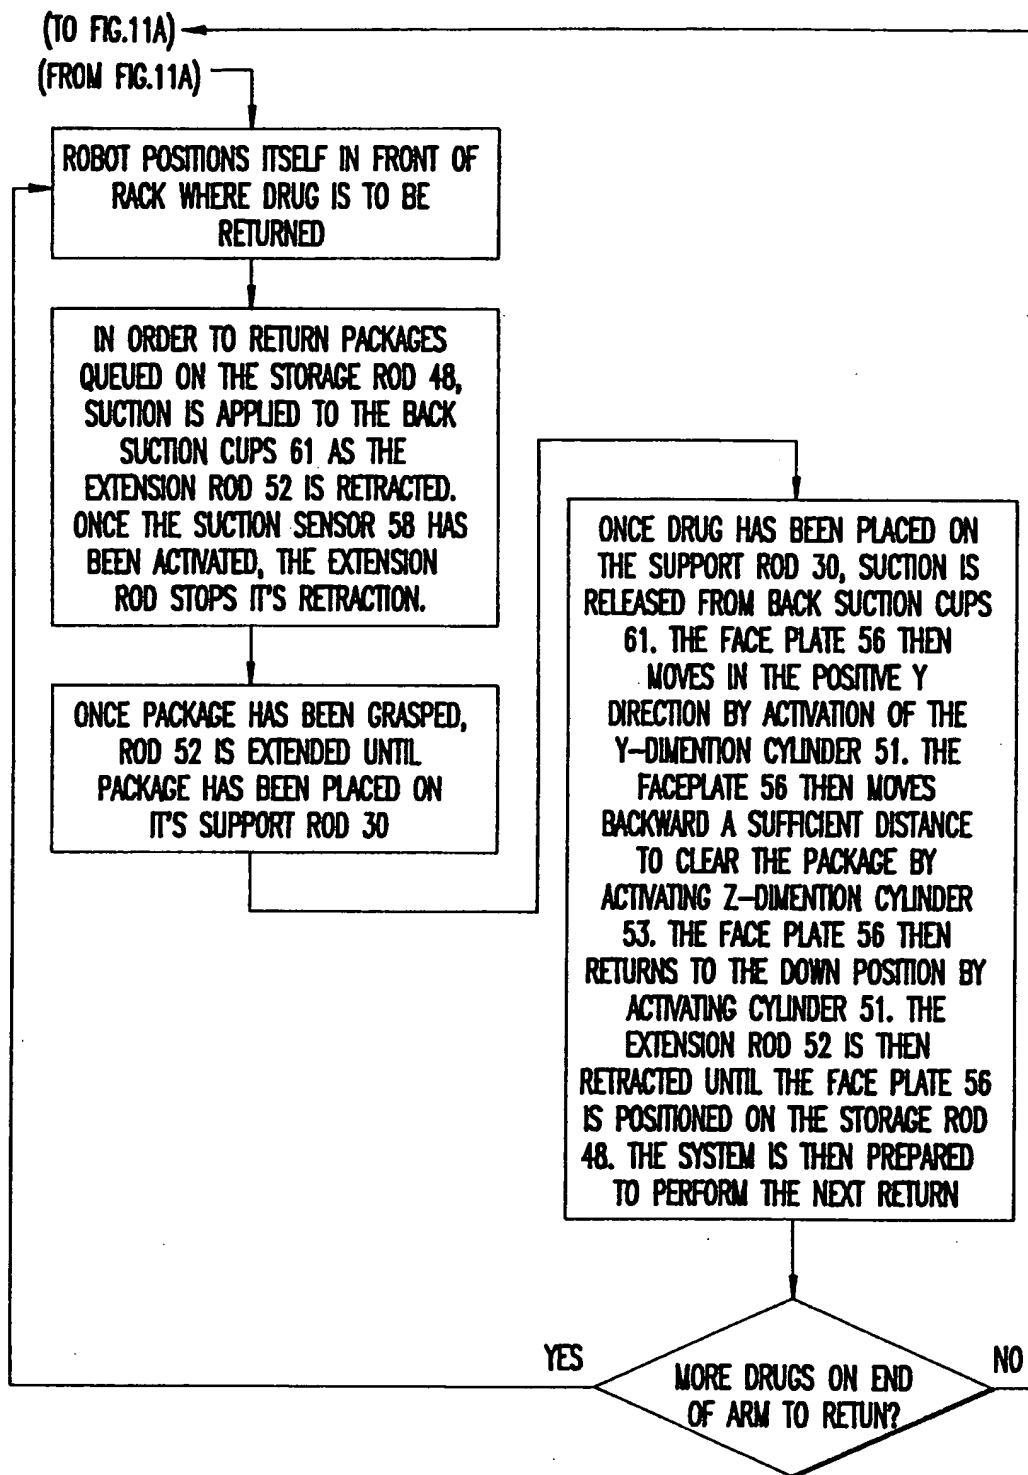 (TO FIG.11A)
(FROM FIG.11A)
ROBOT POSITIONS ITSELF IN FRONT OF
RACK WHERE DRUG IS TO BE
RETURNED
IN ORDER TO RETURN PACKAGES
QUEUED ON THE STORAGE ROD 48,
SUCTION IS APPLIED TO THE BACK
SUCTION CUPS 61 AS THE
EXTENSION ROD 52 IS RETRACTED.
ONCE THE SUCTION SENSOR 58 HAS
BEEN ACTIVATED, THE EXTENSION
ROD STOPS IT'S RETRACTION.
ONCE PACKAGE HAS BEEN GRASPED,
ROD 52 IS EXTENDED UNTIL
PACKAGE HAS BEEN PLACED ON
IT'S SUPPORT ROD 30
ONCE DRUG HAS BEEN PLACED ON
THE SUPPORT ROD 30, SUCTION IS
RELEASED FROM BACK SUCTION CUPS
61. THE FACE PLATE 56 THEN
MOVES IN THE POSITIVE Y
DIRECTION BY ACTIVATION OF THE
Y-DIMENTION CYLINDER 51. THE
FACEPLATE 56 THEN MOVES
BACKWARD A SUFFICIENT DISTANCE
TO CLEAR THE PACKAGE BY
ACTIVATING Z-DIMENTION CYLINDER
53. THE FACE PLATE 56 THEN
RETURNS TO THE DOWN POSITION BY
ACTIVATING CYLINDER 51. THE
EXTENSION ROD 52 IS THEN
RETRACTED UNTIL THE FACE PLATE 56
IS POSITIONED ON THE STORAGE ROD
48. THE SYSTEM IS THEN PREPARED
TO PERFORM THE NEXT RETURN
YES
NO
MORE DRUGS ON END
OF ARM TO RETUN?